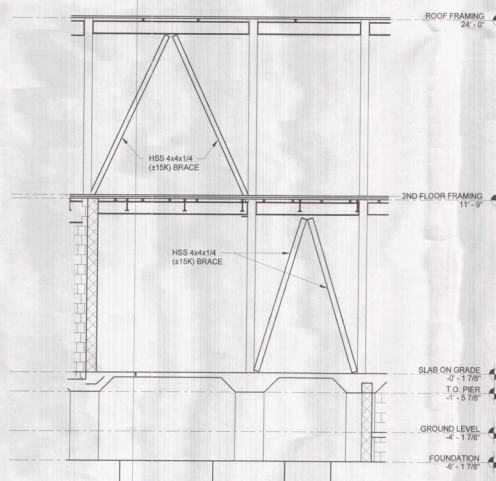 ROOF FRAMING
24' - 0"
HSS 4x4x1/4
(±15K) BRACE
2ND FLOOR FRAMING
11' - 9"
HSS 4x4x1/4
(±15K) BRACE
SLAB ON GRADE
-0' - 1 7/8"
T.O. PIER
-1' - 5 7/8"
GROUND LEVEL
-4' - 1 7/8"
FOUNDATION
-6' - 1 7/8"